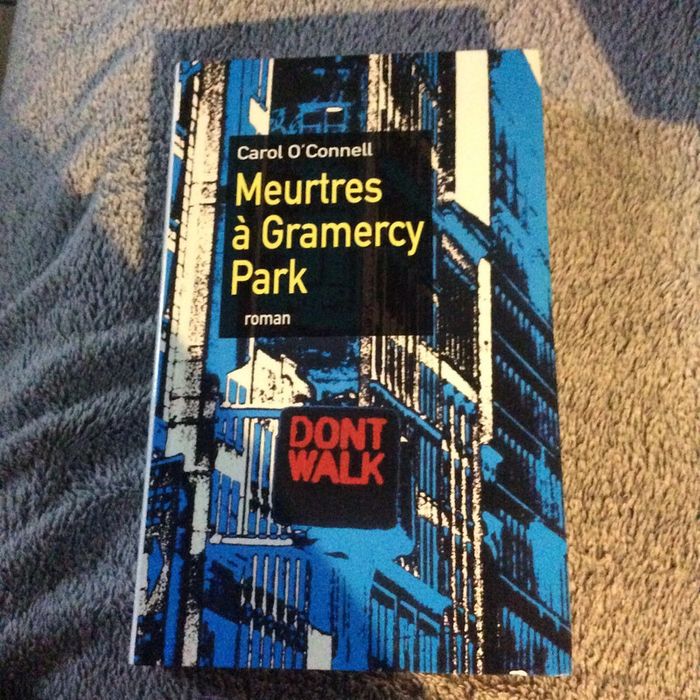 Carol O'Connell
Meurtres
à Gramercy
Park
roman
DONT
WALK